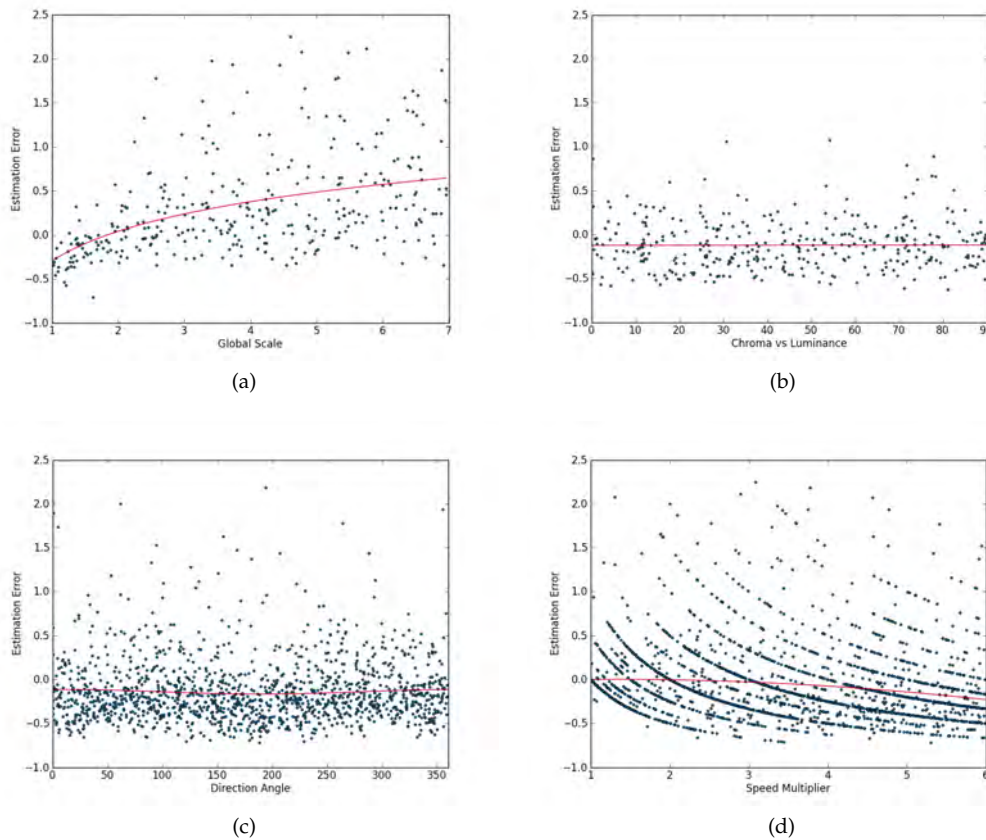 2.5
2.0
1.5
1.0
0.5
0.0
−0.5
−1.0
Estimation Error
1 2 3 4 5 6 7
Global Scale
(a)
2.5
2.0
1.5
1.0
0.5
0.0
−0.5
−1.0
Estimation Error
0 10 20 30 40 50 60 70 80 90
Chroma vs Luminance
(b)
2.5
2.0
1.5
1.0
0.5
0.0
−0.5
−1.0
Estimation Error
0 50 100 150 200 250 300 350
Direction Angle
(c)
2.5
2.0
1.5
1.0
0.5
0.0
−0.5
−1.0
Estimation Error
1 2 3 4 5 6
Speed Multiplier
(d)